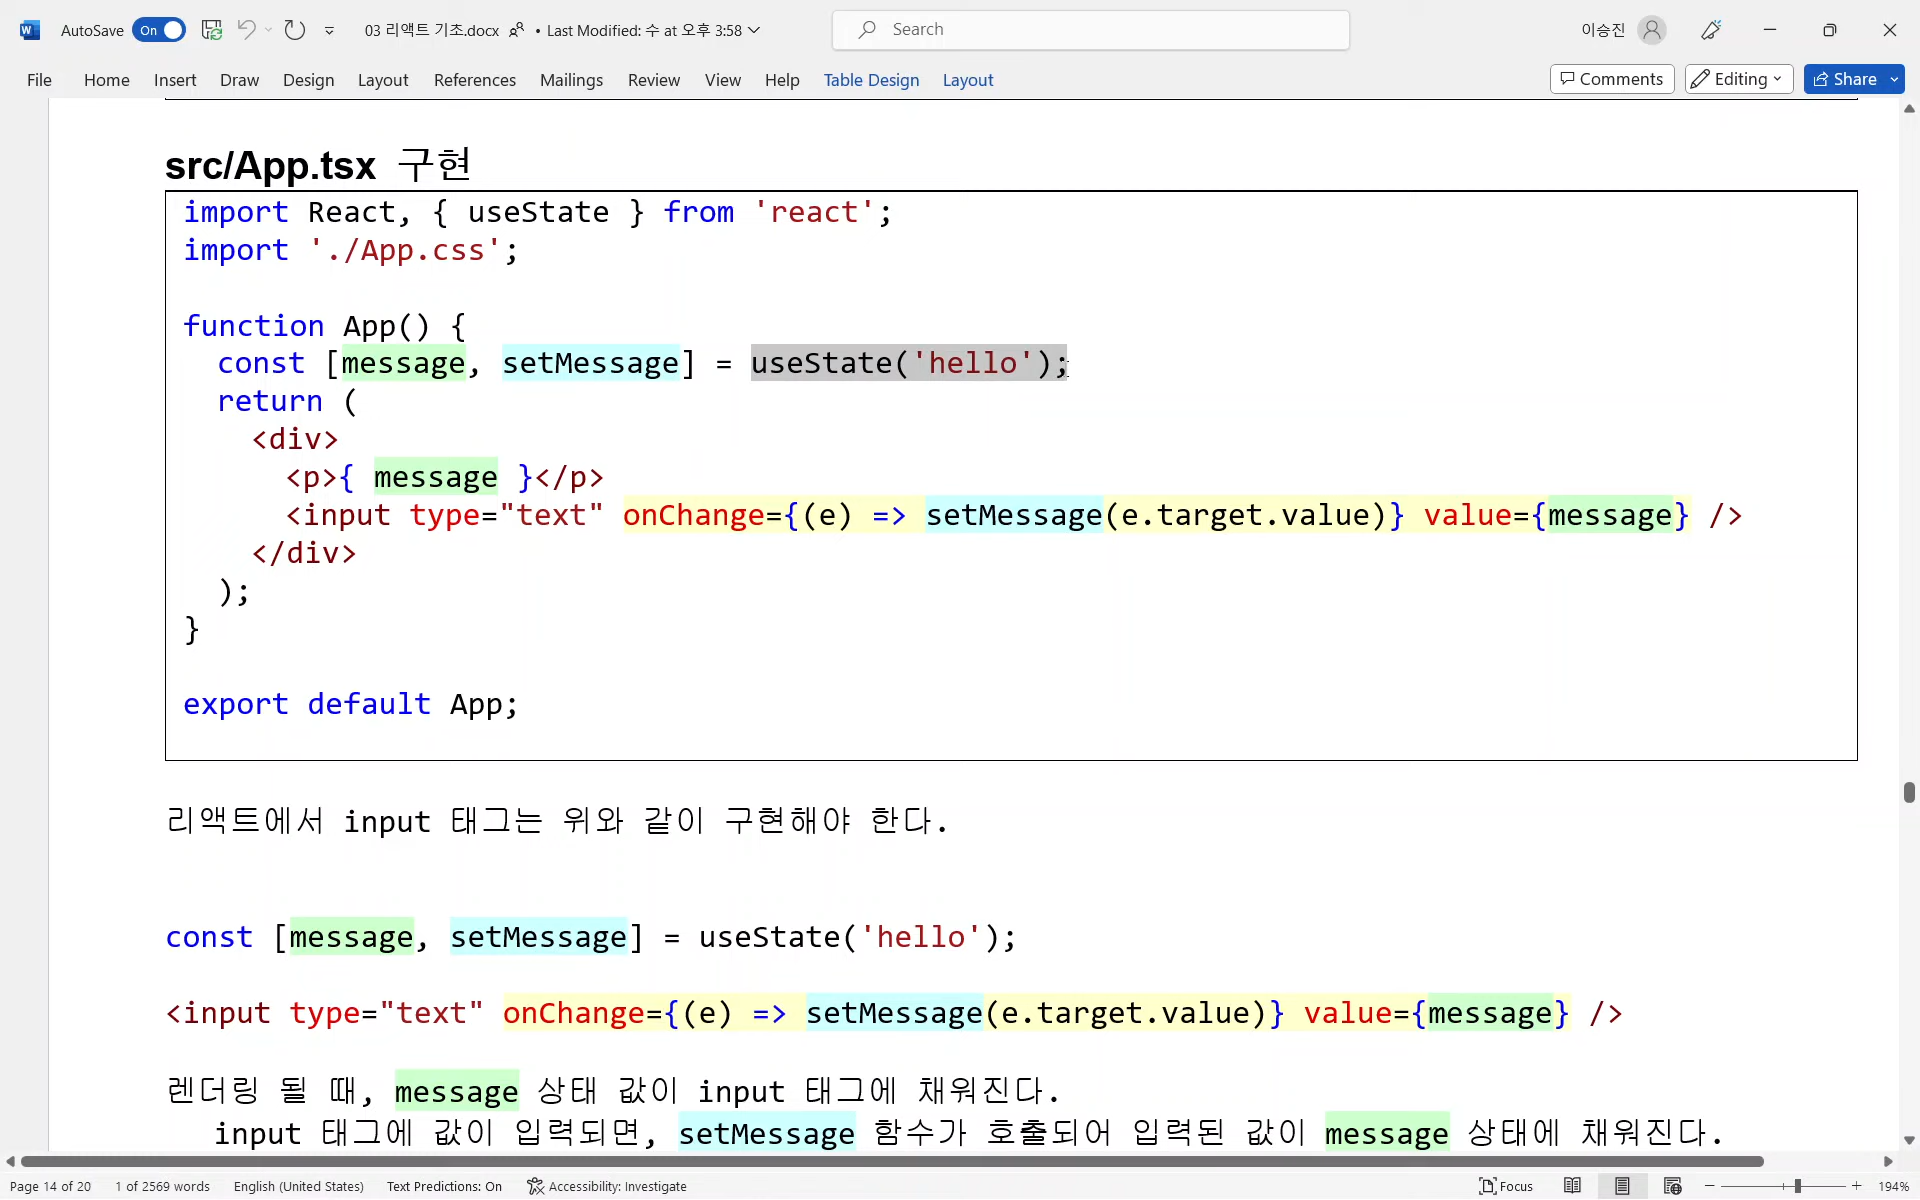 AutoSave On 03 리액트 기초.docx • Last Modified: 수 at 오후 3:58 Search 이승진
File Home Insert Draw Design Layout References Mailings Review View Help Table Design Layout Comments Editing Share
src/App.tsx 구현
import React, { useState } from 'react';
import './App.css';
function App() {
const [message, setMessage] = useState('hello');
return (
<div>
<p>{ message }</p>
<input type="text" onChange={(e) => setMessage(e.target.value)} value={message} />
</div>
);
}
export default App;
리액트에서 input 태그는 위와 같이 구현해야 한다.
const [message, setMessage] = useState('hello');
<input type="text" onChange={(e) => setMessage(e.target.value)} value={message} />
렌더링 될 때, message 상태 값이 input 태그에 채워진다.
input 태그에 값이 입력되면, setMessage 함수가 호출되어 입력된 값이 message 상태에 채워진다.
Page 14 of 20 1 of 2569 words English (United States) Text Predictions: On Accessibility: Investigate Focus 194%